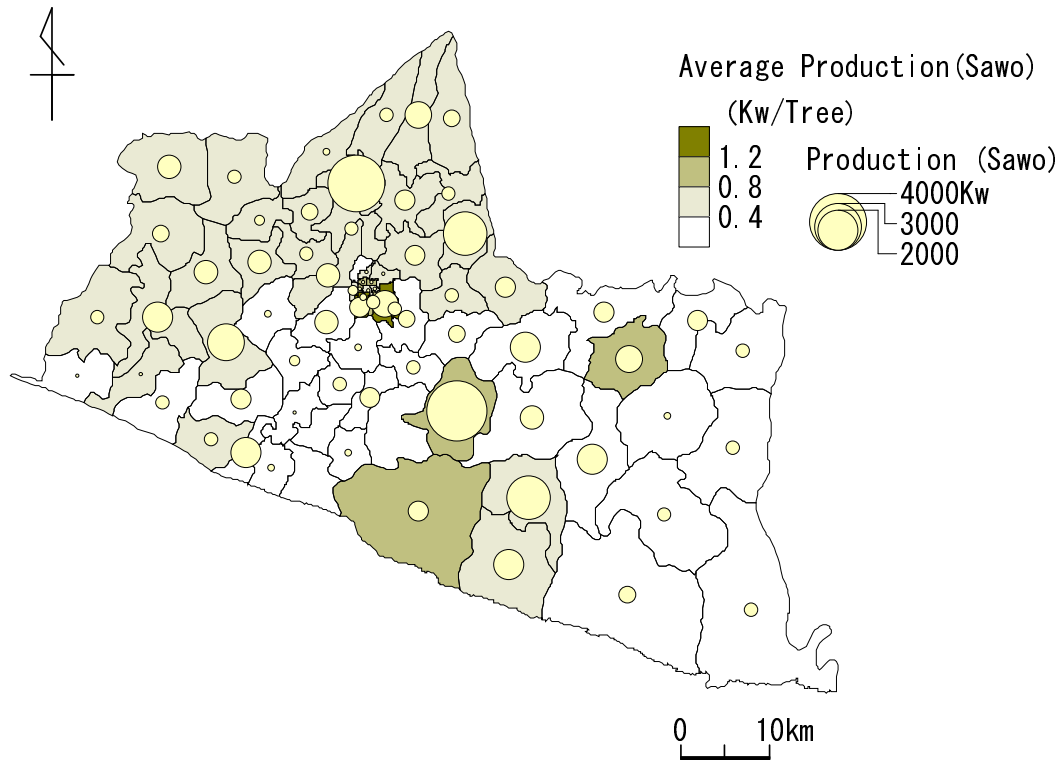 Average Production(Sawo)
(Kw/Tree)
1.2
0.8
0.4
Production (Sawo)
4000Kw
3000
2000
0 10km